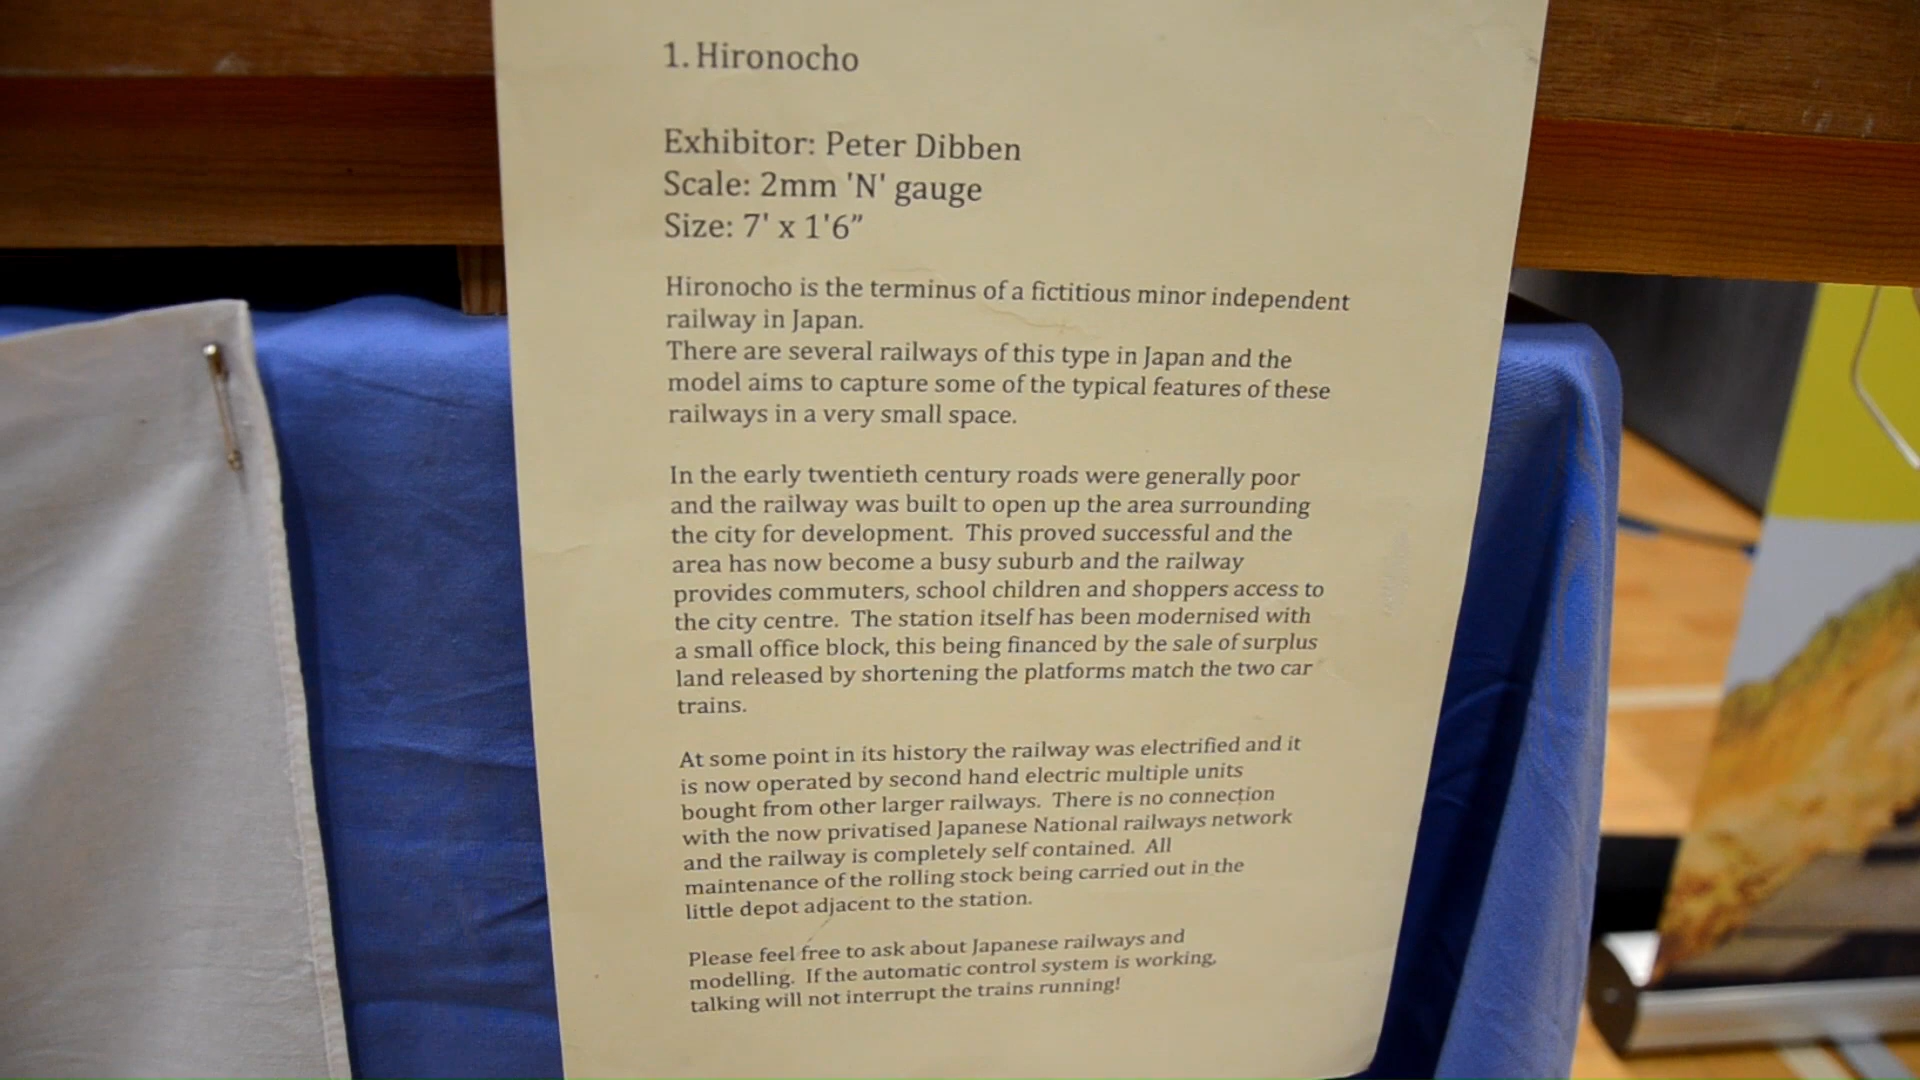 1. Hironocho
Exhibitor: Peter Dibben
Scale: 2mm 'N' gauge
Size: 7' x 1'6”
Hironocho is the terminus of a fictitious minor independent
railway in Japan.
There are several railways of this type in Japan and the
model aims to capture some of the typical features of these
railways in a very small space.
In the early twentieth century roads were generally poor
and the railway was built to open up the area surrounding
the city for development. This proved successful and the
area has now become a busy suburb and the railway
provides commuters, school children and shoppers access to
the city centre. The station itself has been modernised with
a small office block, this being financed by the sale of surplus
land released by shortening the platforms match the two car
trains.
At some point in its history the railway was electrified and it
is now operated by second hand electric multiple units
bought from other larger railways. There is no connection
with the now privatised Japanese National railways network
and the railway is completely self contained. All
maintenance of the rolling stock being carried out in the
little depot adjacent to the station.
Please feel free to ask about Japanese railways and
modelling. If the automatic control system is working,
talking will not interrupt the trains running!